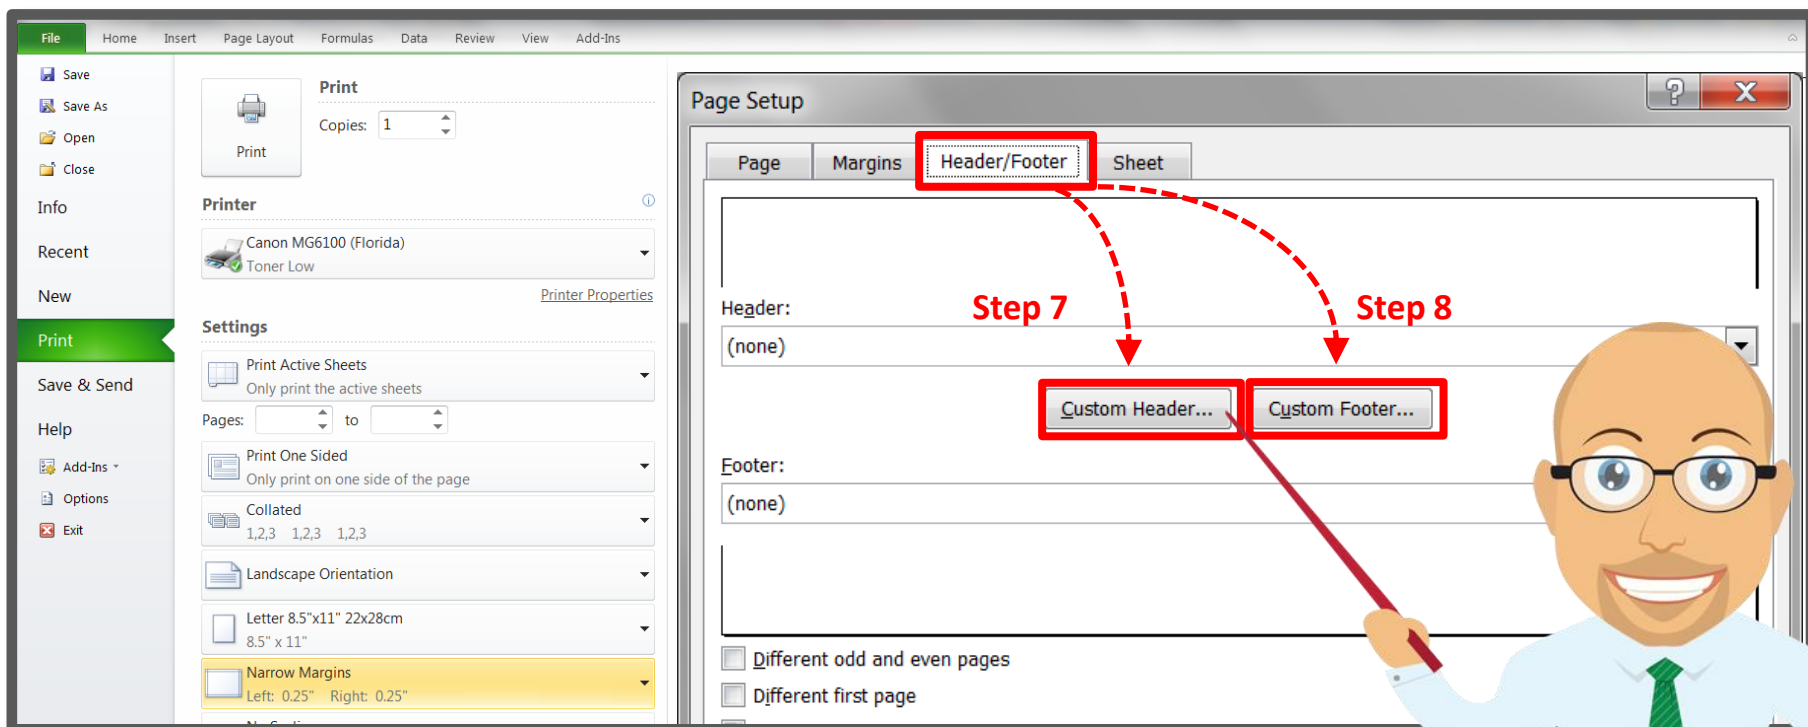 File Home Insert Page Layout Formulas Data Review View Add-Ins
Save
Save As
Open
Close
Info
Recent
New
Print
Save & Send
Help
Add-Ins
Options
Exit
Print
Print
Copies: 1
Printer
Canon MG6100 (Florida)
Toner Low
Printer Properties
Settings
Print Active Sheets
Only print the active sheets
Pages: to
Print One Sided
Only print on one side of the page
Collated
1,2,3 1,2,3 1,2,3
Landscape Orientation
Letter 8.5"x11" 22x28cm
8.5" x 11"
Narrow Margins
Left: 0.25" Right: 0.25"
Page Setup
Page Margins Header/Footer Sheet
Step 7 Step 8
Header:
(none)
Custom Header... Custom Footer...
Footer:
(none)
Different odd and even pages
Different first page